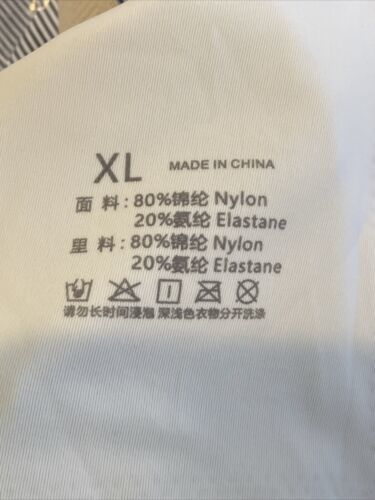 XL MADE IN CHINA
面 料:80%锦纶 Nylon
20%氨纶 Elastane
里 料:80%锦纶 Nylon
20%氨纶 Elastane
请勿长时间浸泡 深浅色衣物分开洗涤